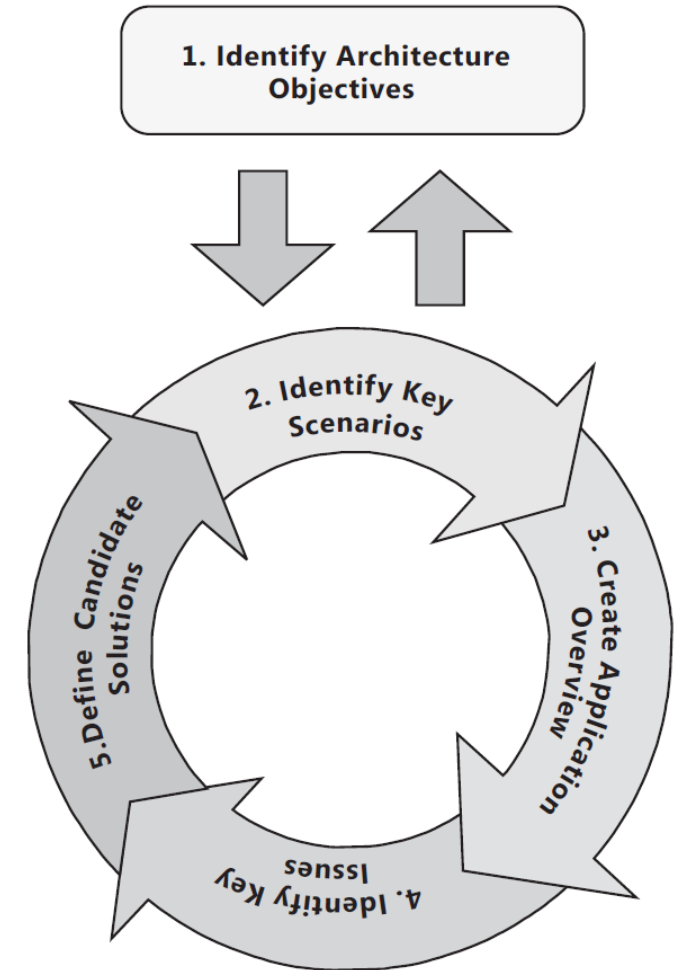 1. Identify Architecture
Objectives
2. Identify Key
Scenarios
3. Create Application
Overview
4. Identify Key
Issues
5.Define Candidate
Solutions